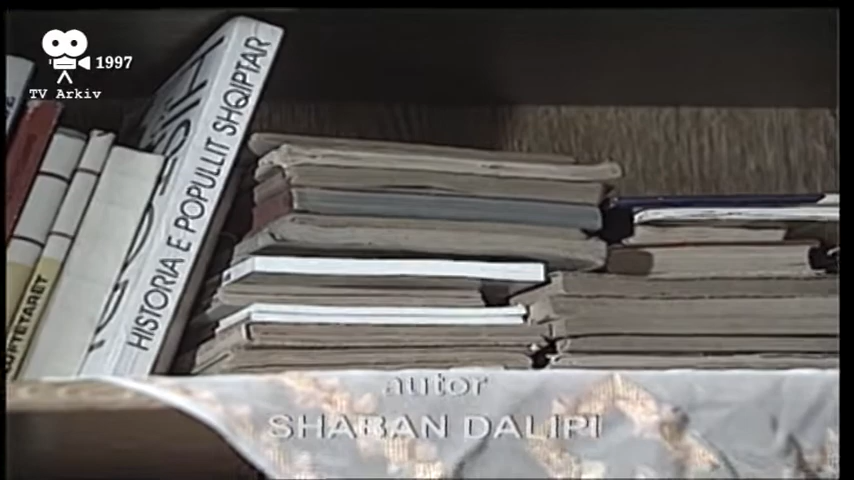 1997
TV Arkiv
HISTORIA E POPULLIT SHQIPTAR
autor
SHABAN DALIPI